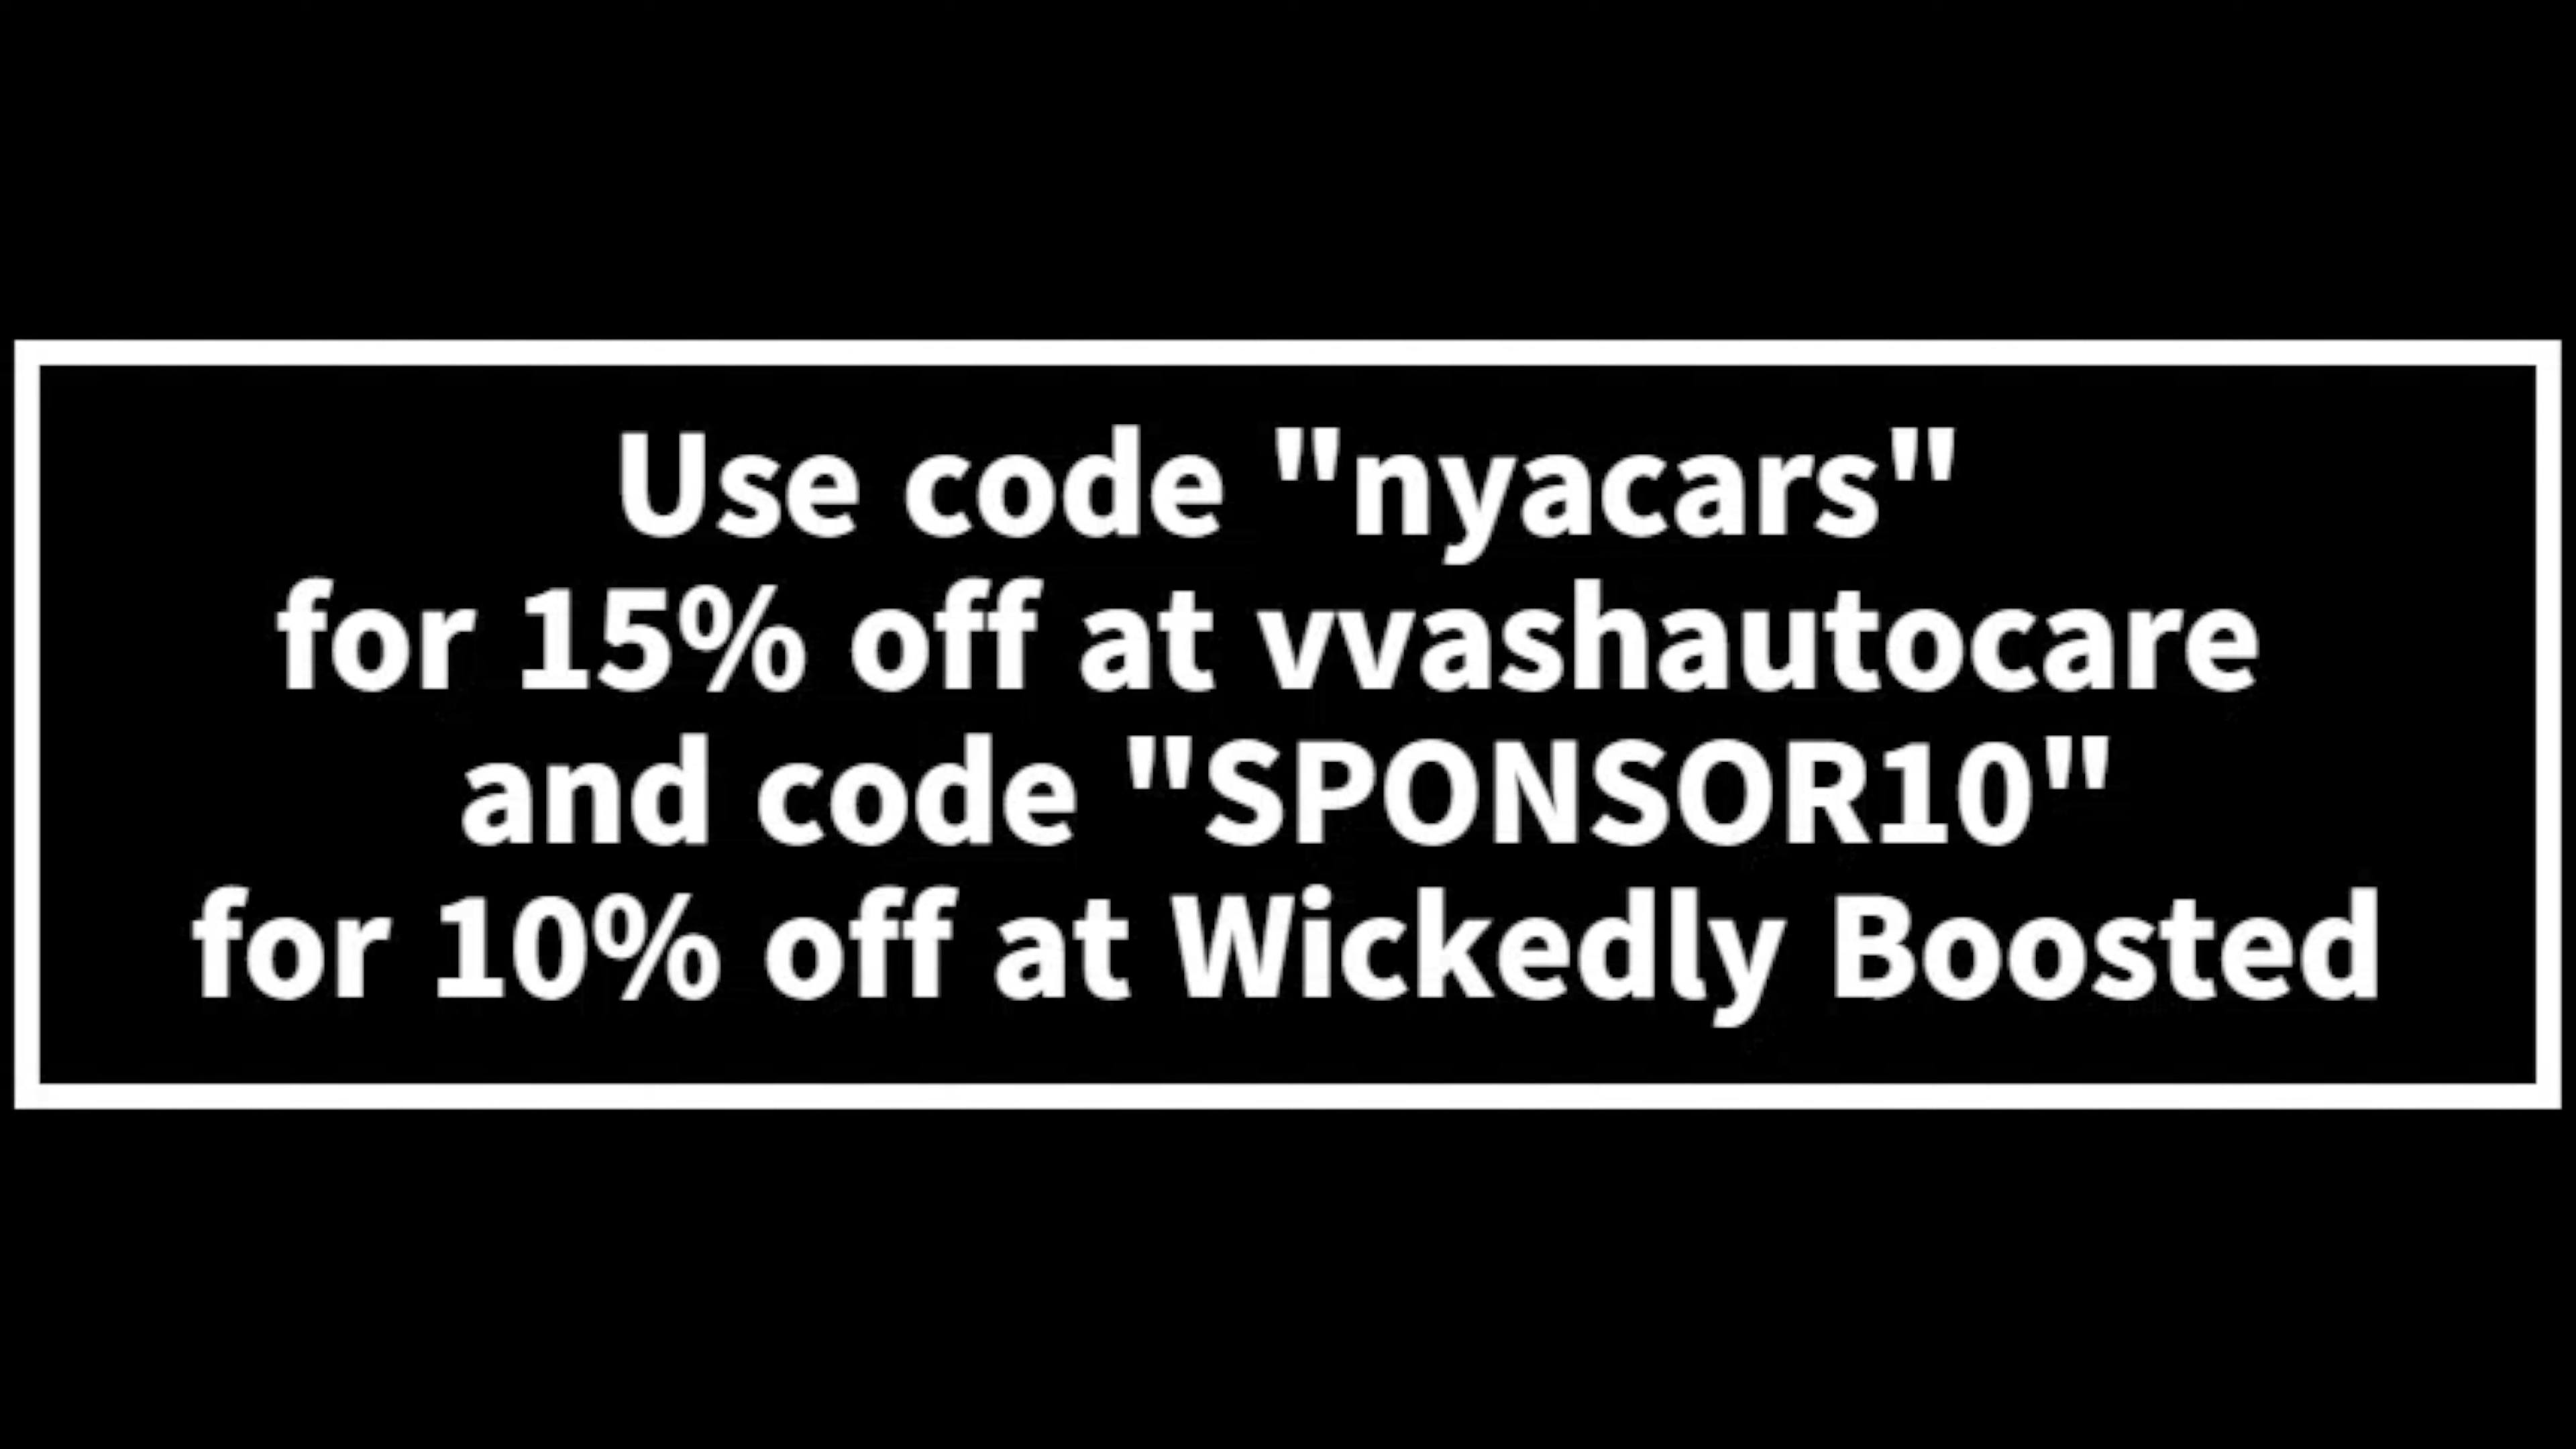 Use code "nyacars"
for 15% off at vvashautocare
and code "SPONSOR10"
for 10% off at Wickedly Boosted